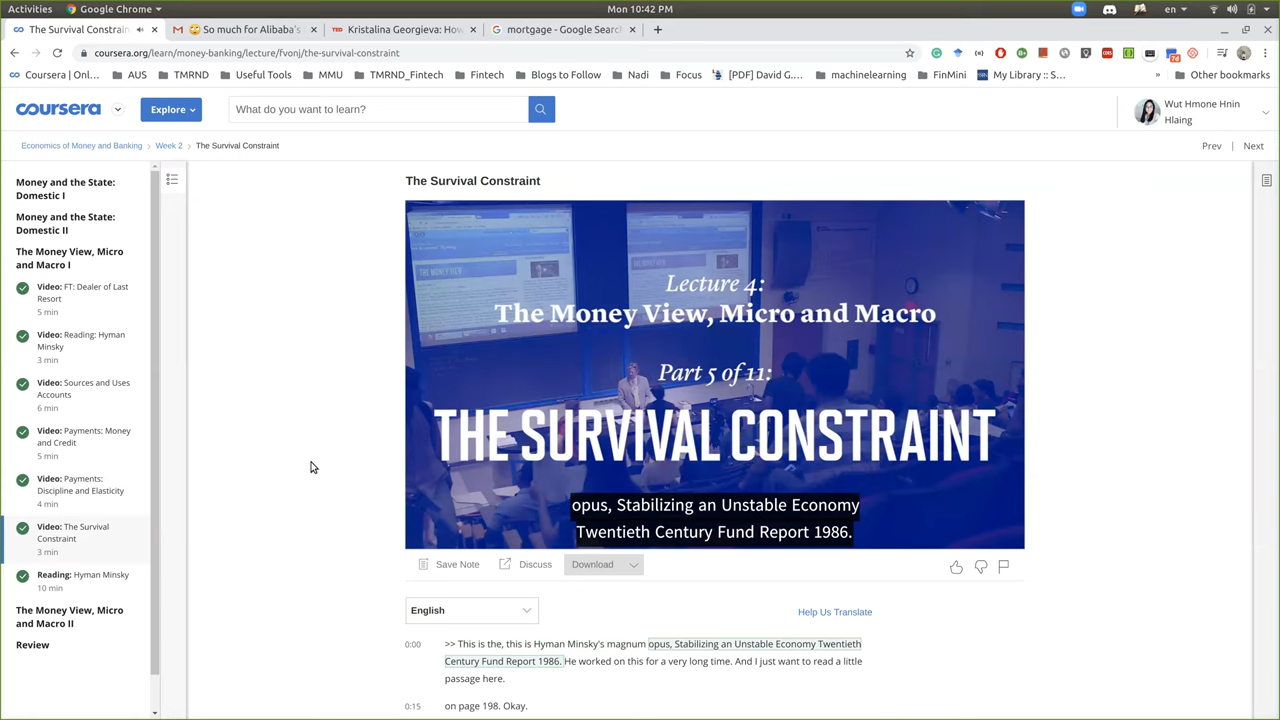 Activities Google Chrome Mon 10:42 PM en
The Survival Constrain
So much for Alibaba's
TED Kristalina Georgieva: How
mortgage - Google Search
coursera.org/learn/money-banking/lecture/fvonj/the-survival-constraint
Coursera | Onl… AUS TMRND Useful Tools MMU TMRND_Fintech Fintech Blogs to Follow Nadi Focus [PDF] David G.… machinelearning FinMini My Library :: S… » Other bookmarks
coursera Explore What do you want to learn? Wut Hmone Hnin
Hlaing
Economics of Money and Banking › Week 2 › The Survival Constraint Prev | Next
Money and the State:
Domestic I
Money and the State:
Domestic II
The Money View, Micro
and Macro I
Video: FT: Dealer of Last
Resort
5 min
Video: Reading: Hyman
Minsky
3 min
Video: Sources and Uses
Accounts
6 min
Video: Payments: Money
and Credit
5 min
Video: Payments:
Discipline and Elasticity
4 min
Video: The Survival
Constraint
3 min
Reading: Hyman Minsky
10 min
The Money View, Micro
and Macro II
Review
The Survival Constraint
Lecture 4:
The Money View, Micro and Macro
Part 5 of 11:
THE SURVIVAL CONSTRAINT
opus, Stabilizing an Unstable Economy
Twentieth Century Fund Report 1986.
Save Note Discuss Download
English Help Us Translate
0:00 >> This is the, this is Hyman Minsky's magnum opus, Stabilizing an Unstable Economy Twentieth
Century Fund Report 1986. He worked on this for a very long time. And I just want to read a little
passage here.
0:15 on page 198. Okay.